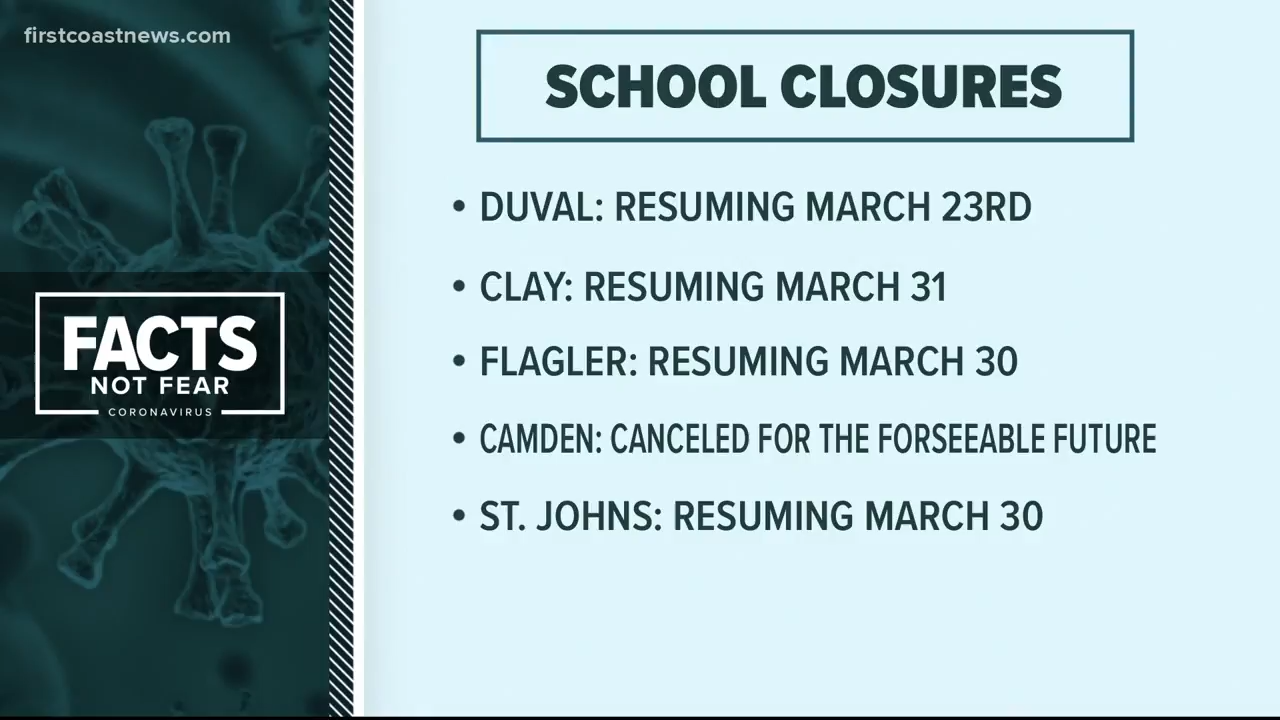 firstcoastnews.com
SCHOOL CLOSURES
• DUVAL: RESUMING MARCH 23RD
• CLAY: RESUMING MARCH 31
• FLAGLER: RESUMING MARCH 30
• CAMDEN: CANCELED FOR THE FORSEEABLE FUTURE
• ST. JOHNS: RESUMING MARCH 30
FACTS
NOT FEAR
CORONAVIRUS